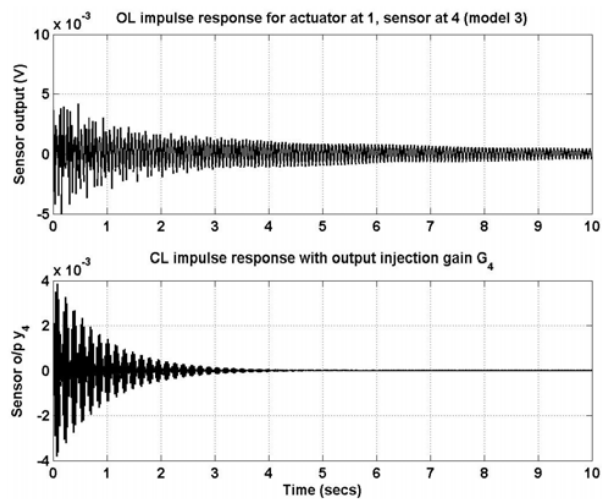 OL impulse response for actuator at 1, sensor at 4 (model 3)
x 10⁻³
10
5
0
-5
Sensor output (V)
0 1 2 3 4 5 6 7 8 9 10
CL impulse response with output injection gain G₄
x 10⁻³
4
2
0
-2
-4
Sensor o/p y₄
0 1 2 3 4 5 6 7 8 9 10
Time (secs)